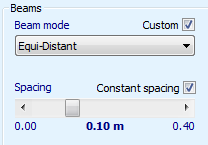 Beams
Beam mode Custom
Equi-Distant
Spacing Constant spacing
0.00 0.10 m 0.40